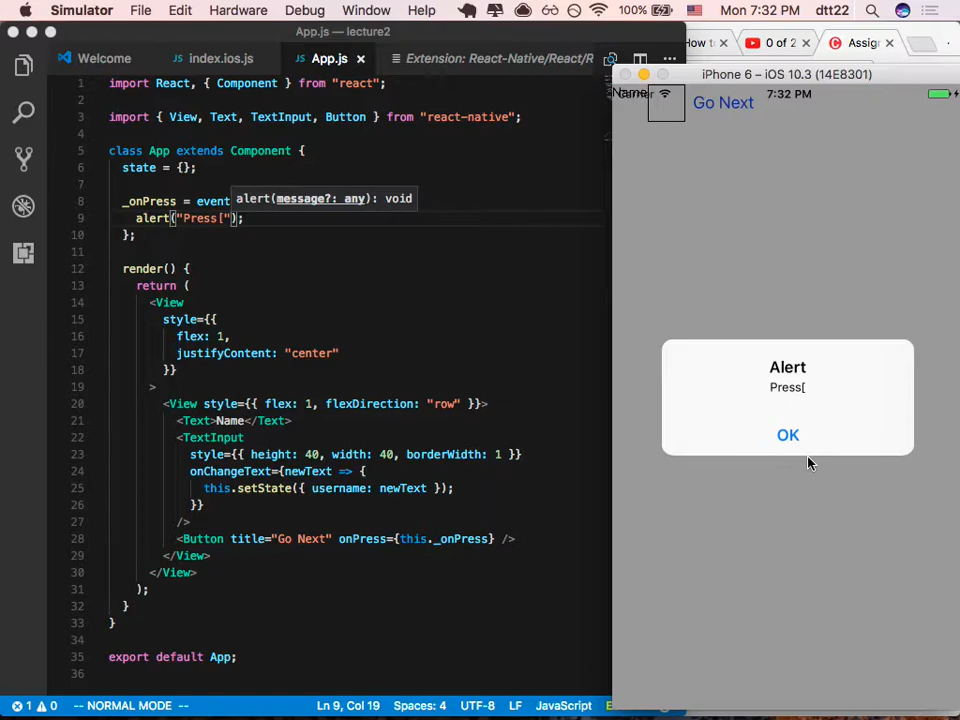 Simulator File Edit Hardware Debug Window Help 100% Mon 7:32 PM dtt22
App.js — lecture2
Welcome JS index.ios.js JS App.js Extension: React-Native/React/R
1 import React, { Component } from "react";
2
3 import { View, Text, TextInput, Button } from "react-native";
4
5 class App extends Component {
6 state = {};
7
8 _onPress = event
alert(message?: any): void
9 alert("Press[");
10 };
11
12 render() {
13 return (
14 <View
15 style={{
16 flex: 1,
17 justifyContent: "center"
18 }}
19 >
20 <View style={{ flex: 1, flexDirection: "row" }}>
21 <Text>Name</Text>
22 <TextInput
23 style={{ height: 40, width: 40, borderWidth: 1 }}
24 onChangeText={newText => {
25 this.setState({ username: newText });
26 }}
27 />
28 <Button title="Go Next" onPress={this._onPress} />
29 </View>
30 </View>
31 );
32 }
33 }
34
35 export default App;
36
1 0 -- NORMAL MODE -- Ln 9, Col 19 Spaces: 4 UTF-8 LF JavaScript
How to 0 of 2 Assig
iPhone 6 – iOS 10.3 (14E8301)
Name Carrier 7:32 PM
Go Next
Alert
Press[
OK